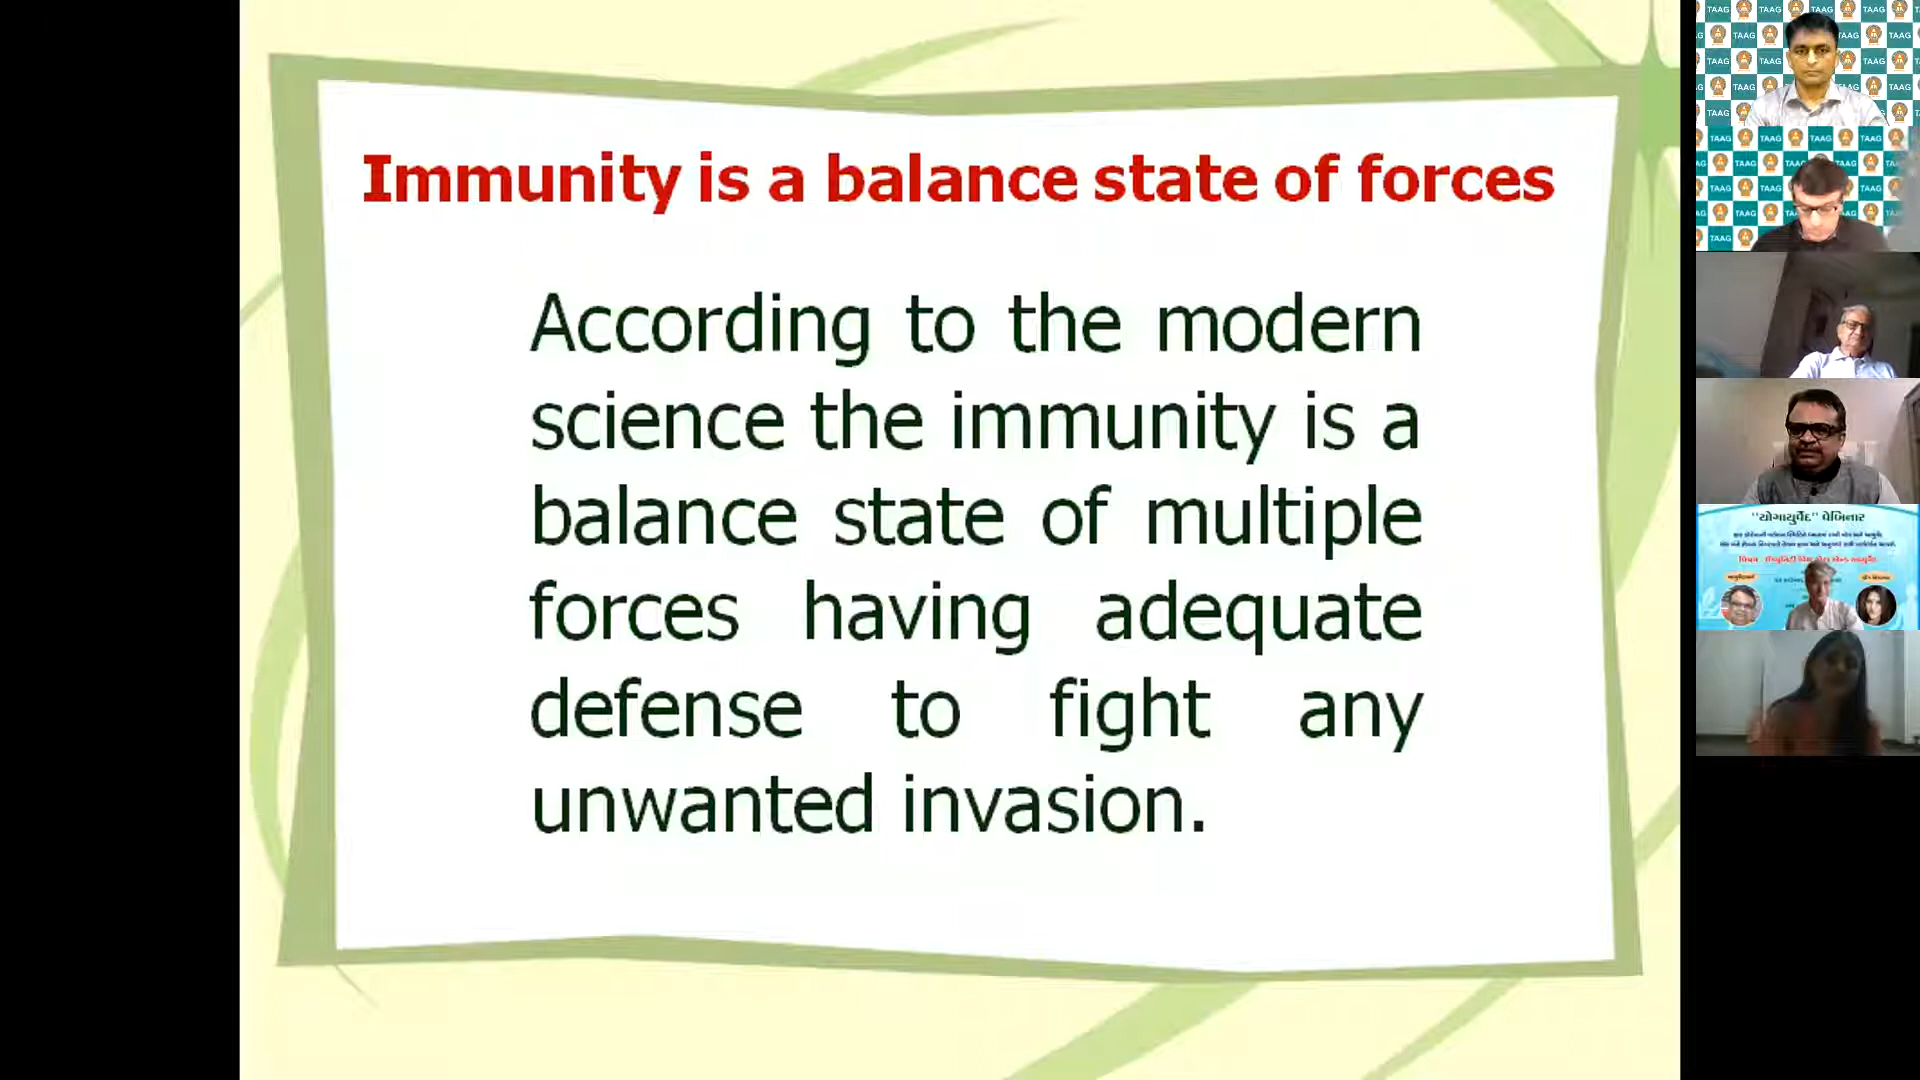 Immunity is a balance state of forces
According to the modern
science the immunity is a
balance state of multiple
forces having adequate
defense to fight any
unwanted invasion.
TAAG
TAAG
"યોગાયુર્વેદ" વેબિનાર